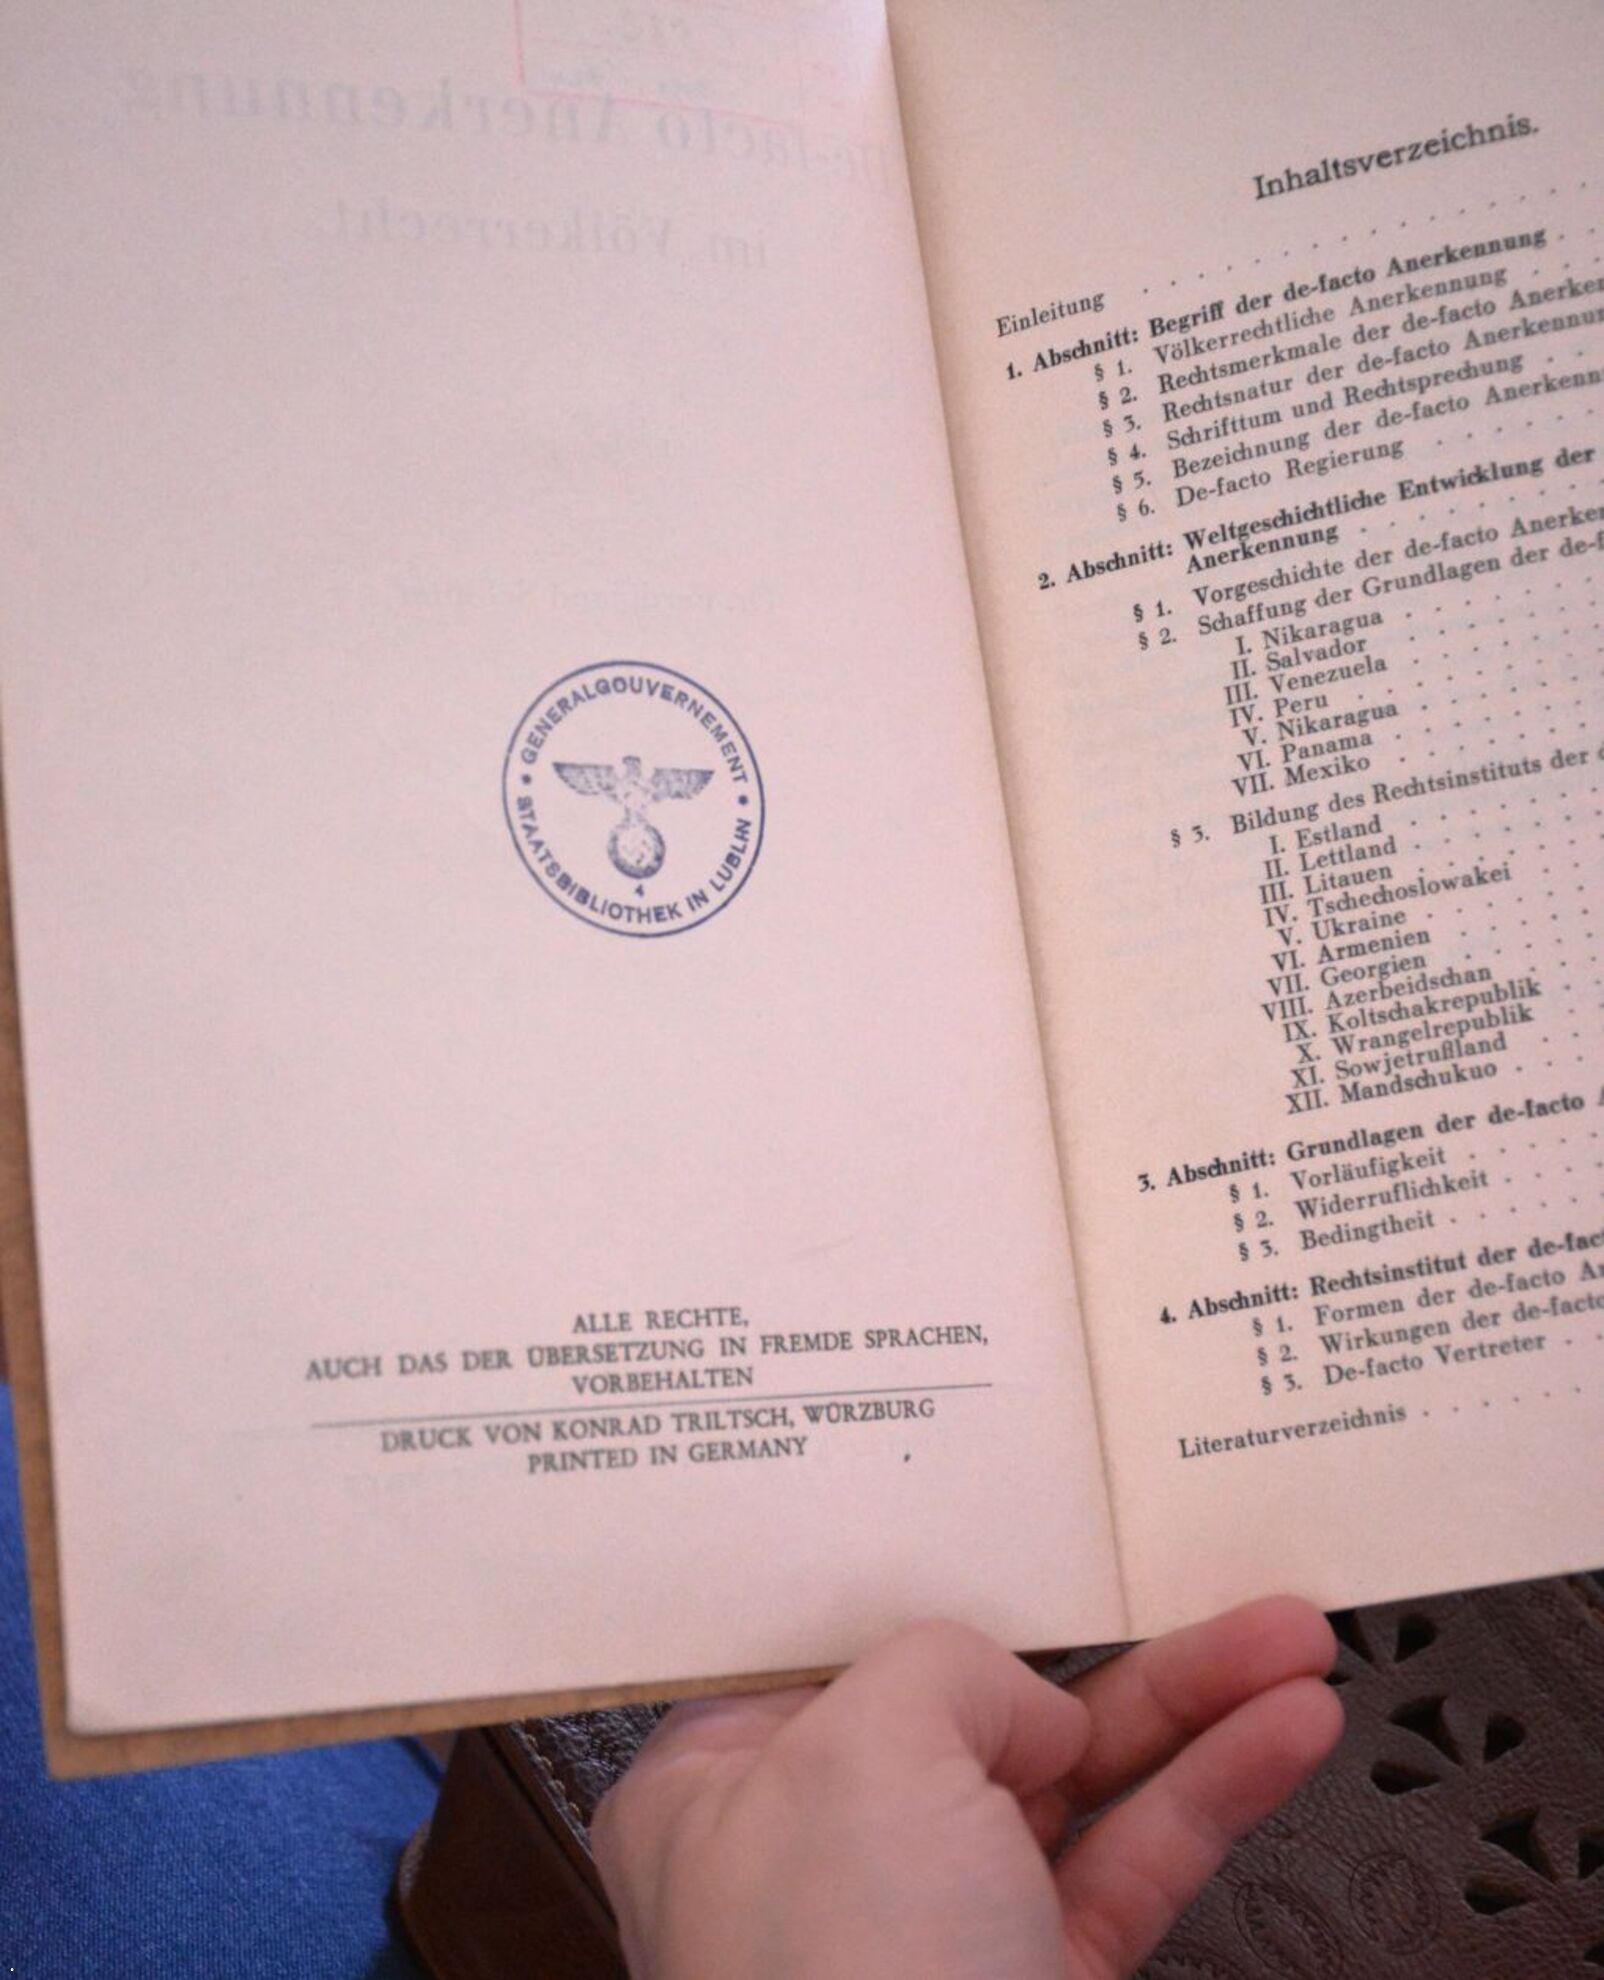 GENERALGOUVERNEMENT
STAATSBIBLIOTHEK IN LUBLIN
4
ALLE RECHTE,
AUCH DAS DER ÜBERSETZUNG IN FREMDE SPRACHEN,
VORBEHALTEN
DRUCK VON KONRAD TRILTSCH, WÜRZBURG
PRINTED IN GERMANY
Inhaltsverzeichnis.
Einleitung . . . . . . . . . . . .
1. Abschnitt: Begriff der de-facto Anerkennung . .
§ 1. Völkerrechtliche Anerkennung . . .
§ 2. Rechtsmerkmale der de-facto
§ 3. Rechtsnatur der de-facto
§ 4. Schrifttum und Rechtsprechung . .
§ 5. Bezeichnung der de-facto
§ 6. De-facto Regierung . . . . . .
2. Abschnitt: Weltgeschichtliche Entwicklung der
Anerkennung . . . . . . . .
§ 1. Vorgeschichte der de-facto
§ 2. Schaffung der Grundlagen der
I. Nikaragua . . . . . . .
II. Salvador . . . . . . .
III. Venezuela . . . . . . .
IV. Peru . . . . . . . .
V. Nikaragua . . . . . . .
VI. Panama . . . . . . .
VII. Mexiko . . . . . . .
§ 3. Bildung des Rechtsinstituts der
I. Estland . . . . . . .
II. Lettland . . . . . . .
III. Litauen . . . . . . .
IV. Tschechoslowakei . .
V. Ukraine . . . . . .
VI. Armenien . . . . .
VII. Georgien . . . . .
VIII. Azerbeidschan . . .
IX. Koltschakrepublik . .
X. Wrangelrepublik . .
XI. Sowjetrußland . .
XII. Mandschukuo . . .
3. Abschnitt: Grundlagen der de-facto
§ 1. Vorläufigkeit . . . . .
§ 2. Widerruflichkeit . . . .
§ 3. Bedingtheit . . . . . .
4. Abschnitt: Rechtsinstitut der
§ 1. Formen der de-facto
§ 2. Wirkungen der de-facto
§ 3. De-facto Vertreter . .
Literaturverzeichnis . . . . . .